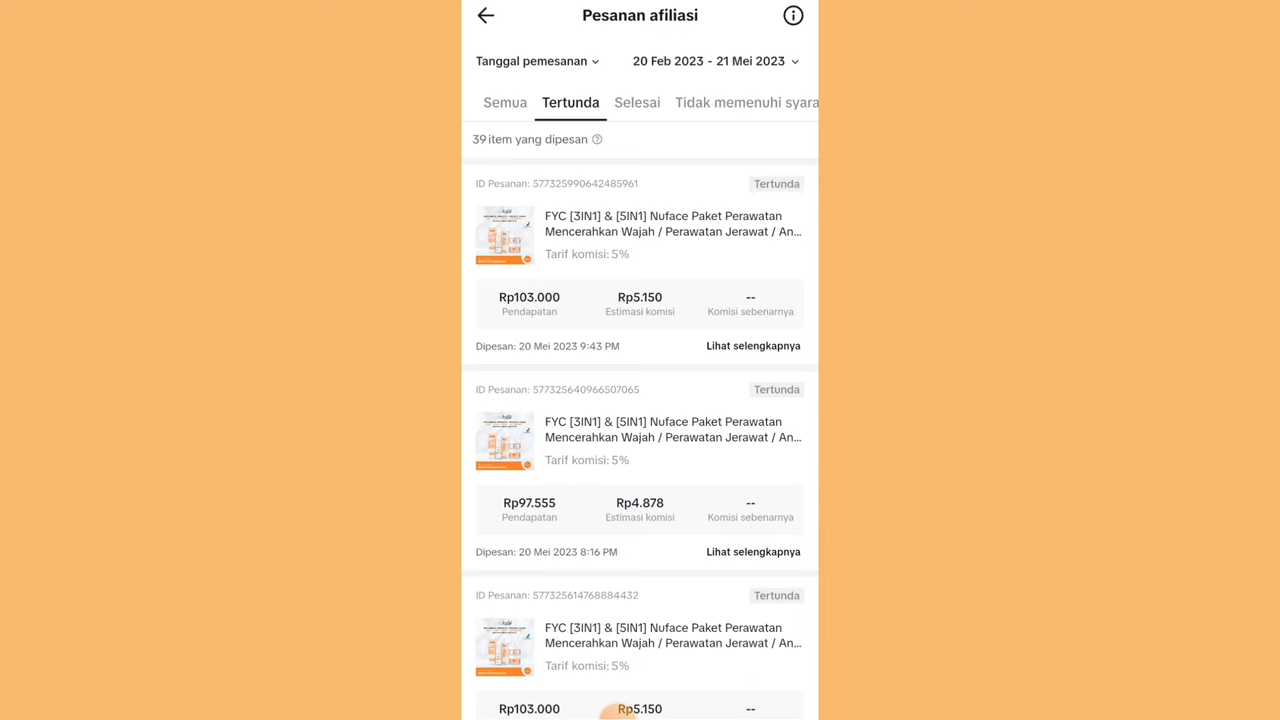 Pesanan afiliasi
Tanggal pemesanan
20 Feb 2023 - 21 Mei 2023
Semua
Tertunda
Selesai
Tidak memenuhi syara
39 item yang dipesan
ID Pesanan: 577325990642485961
Tertunda
FYC [3IN1] & [5IN1] Nuface Paket Perawatan
Mencerahkan Wajah / Perawatan Jerawat / An...
Tarif komisi: 5%
Rp103.000
Rp5.150
--
Pendapatan
Estimasi komisi
Komisi sebenarnya
Dipesan: 20 Mei 2023 9:43 PM
Lihat selengkapnya
ID Pesanan: 577325640966507065
Tertunda
FYC [3IN1] & [5IN1] Nuface Paket Perawatan
Mencerahkan Wajah / Perawatan Jerawat / An...
Tarif komisi: 5%
Rp97.555
Rp4.878
--
Pendapatan
Estimasi komisi
Komisi sebenarnya
Dipesan: 20 Mei 2023 8:16 PM
Lihat selengkapnya
ID Pesanan: 577325614768884432
Tertunda
FYC [3IN1] & [5IN1] Nuface Paket Perawatan
Mencerahkan Wajah / Perawatan Jerawat / An...
Tarif komisi: 5%
Rp103.000
Rp5.150
--